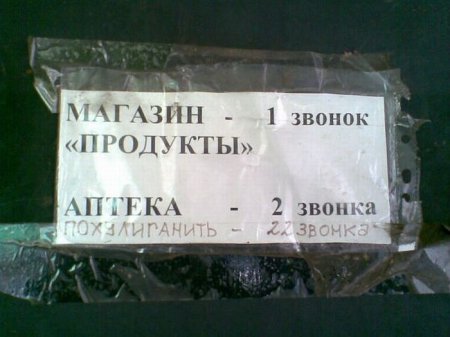 МАГАЗИН - 1 звонок
«ПРОДУКТЫ»
АПТЕКА - 2 звонка
ПОХУЛИГАНИТЬ - 22 ЗВОНКА